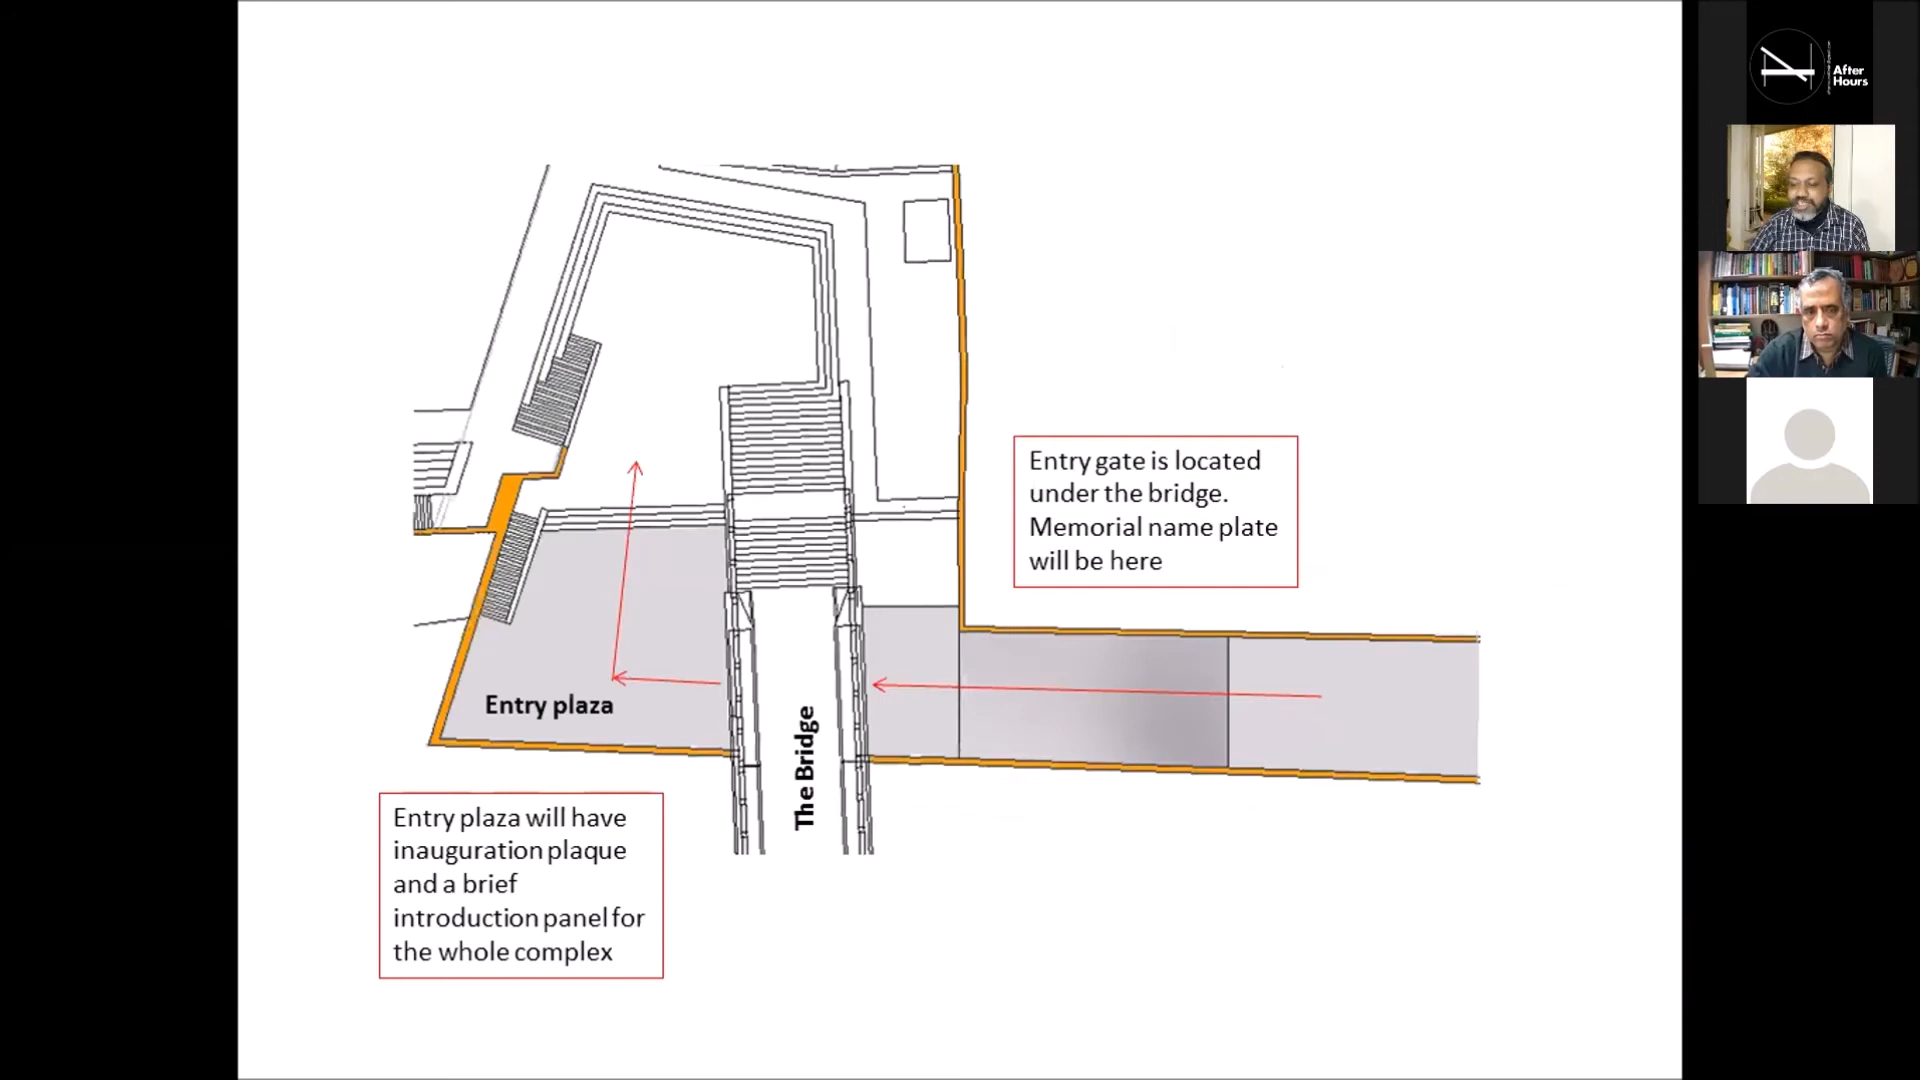 Entry gate is located
under the bridge.
Memorial name plate
will be here
Entry plaza
The Bridge
Entry plaza will have
inauguration plaque
and a brief
introduction panel for
the whole complex
After
Hours